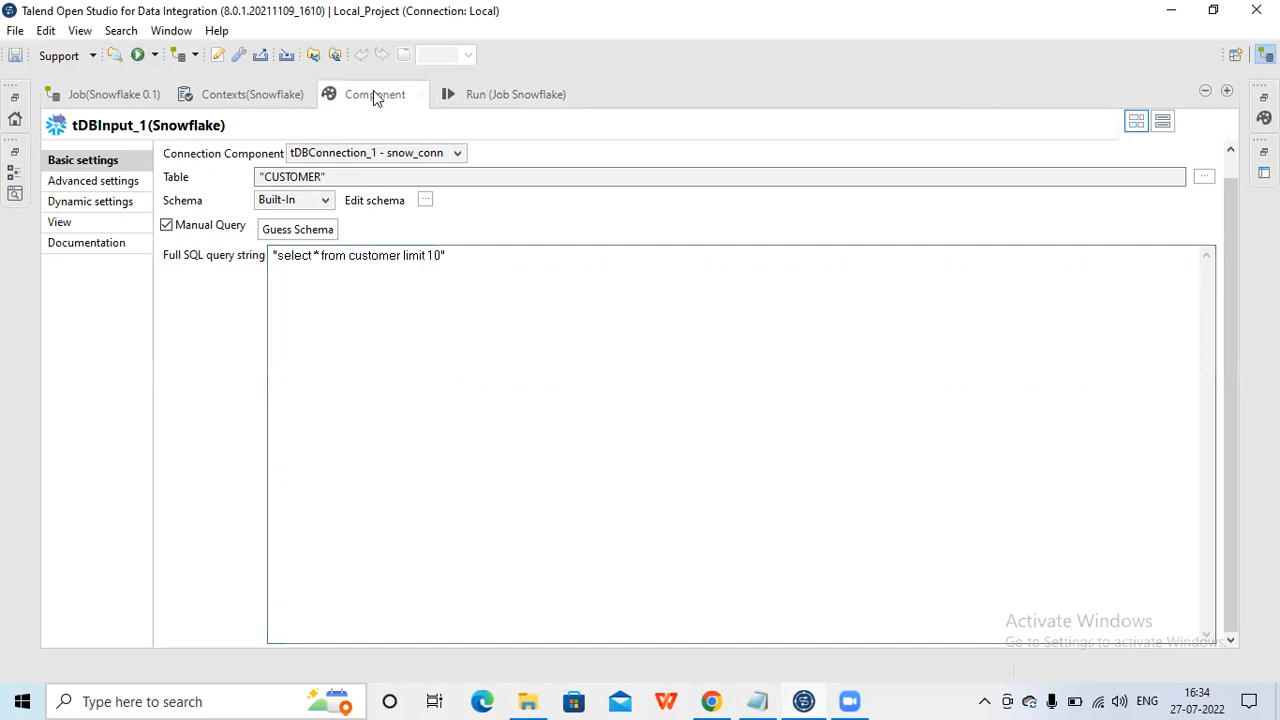 Talend Open Studio for Data Integration (8.0.1.20211109_1610) | Local_Project (Connection: Local)
File Edit View Search Window Help
Support
Job(Snowflake 0.1) Contexts(Snowflake) Component Run (Job Snowflake)
tDBInput_1(Snowflake)
Basic settings
Advanced settings
Dynamic settings
View
Documentation
Connection Component tDBConnection_1 - snow_conn
Table "CUSTOMER"
Schema Built-In Edit schema
Manual Query Guess Schema
Full SQL query string "select * from customer limit 10"
Activate Windows
Go to Settings to activate Windows.
Type here to search
ENG
16:34
27-07-2022